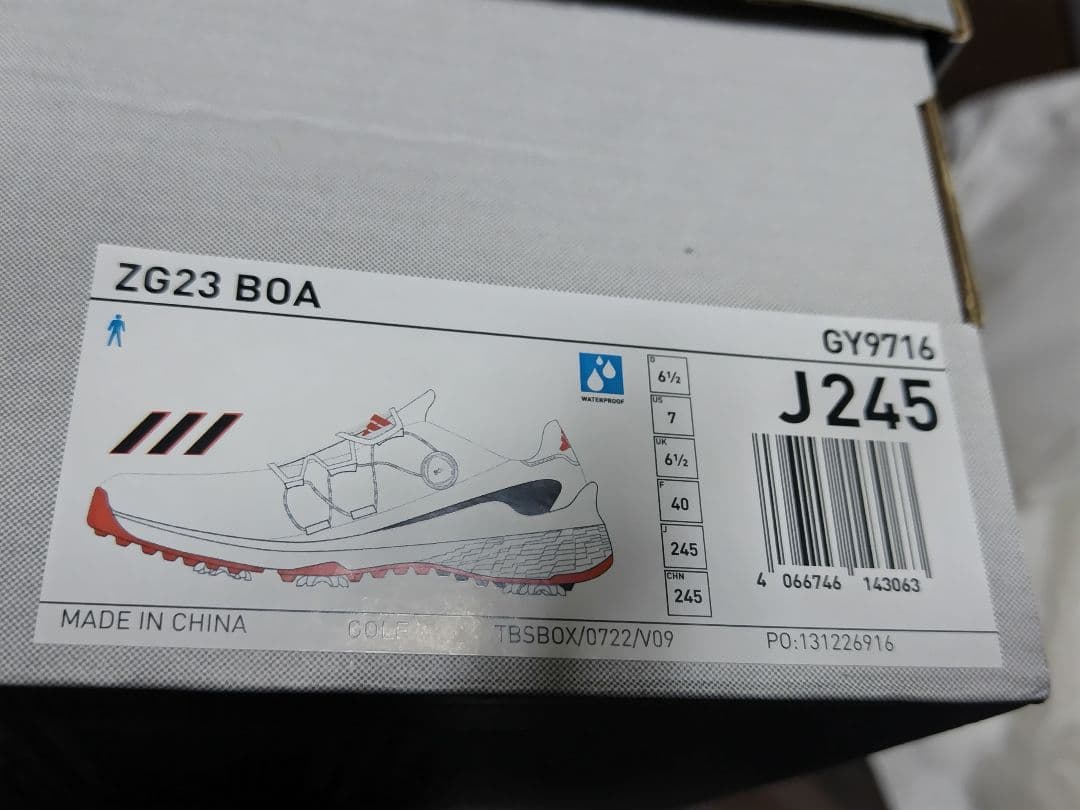 ZG23 BOA
GY9716
J245
WATERPROOF
D 6½
US 7
UK 6½
F 40
J 245
CHN 245
4 066746 143063
MADE IN CHINA
GOLF
TBSBOX/0722/V09
PO:131226916